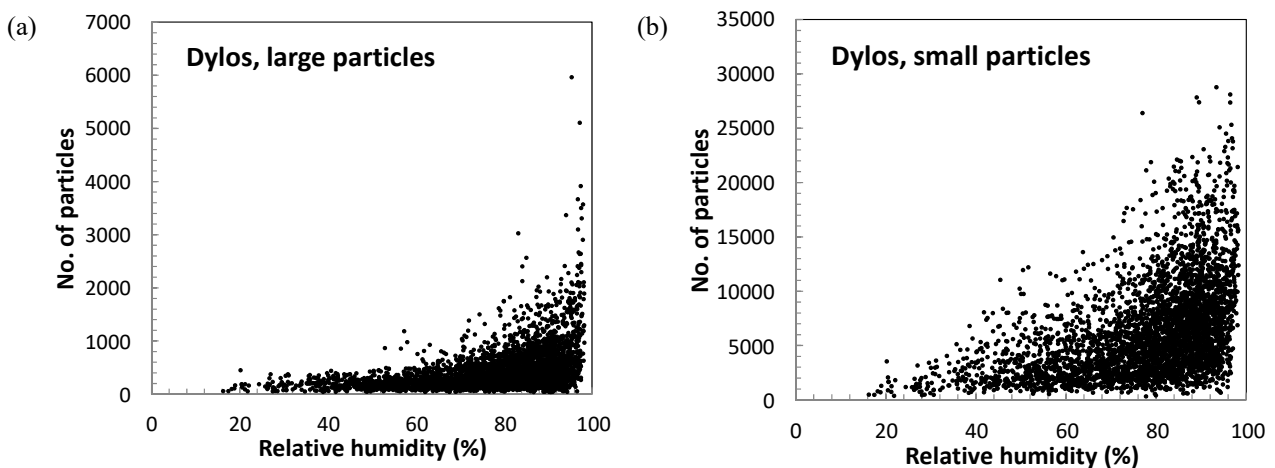 (a)
Dylos, large particles
No. of particles
7000
6000
5000
4000
3000
2000
1000
0
0 20 40 60 80 100
Relative humidity (%)
(b)
Dylos, small particles
No. of particles
35000
30000
25000
20000
15000
10000
5000
0
0 20 40 60 80 100
Relative humidity (%)